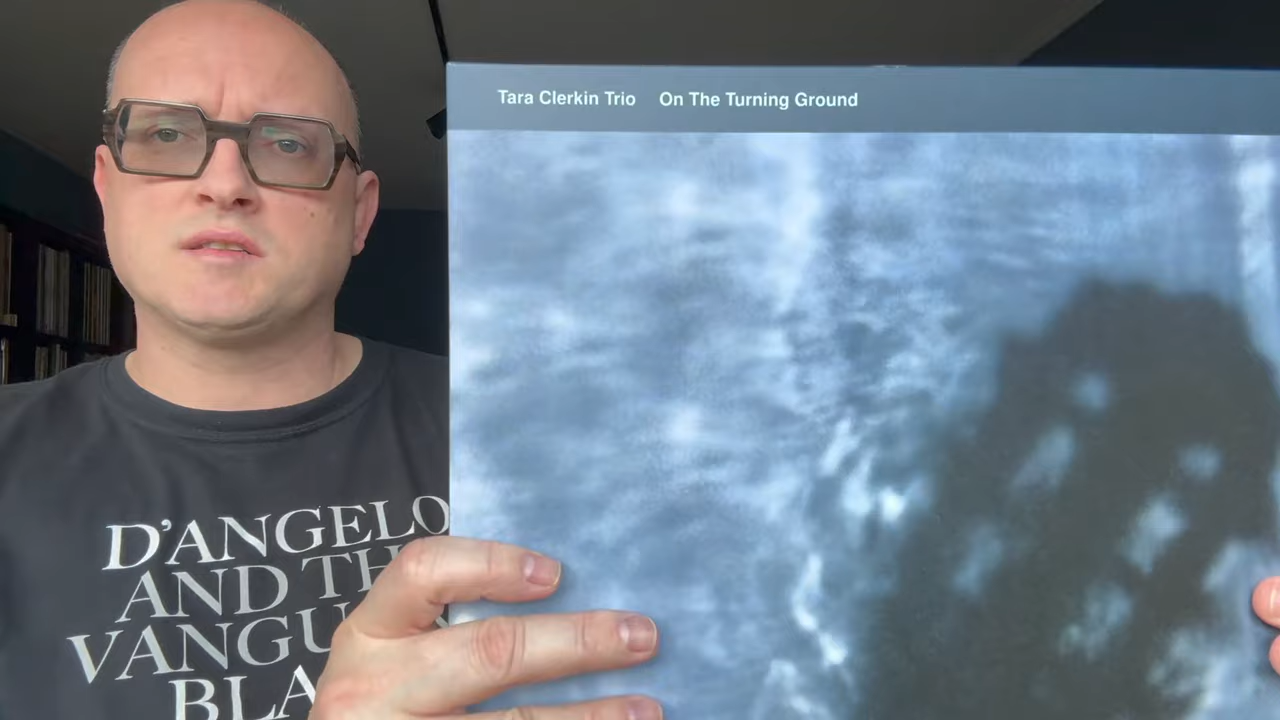 Tara Clerkin Trio On The Turning Ground
D'ANGELO
AND TH
VANGU
BLA